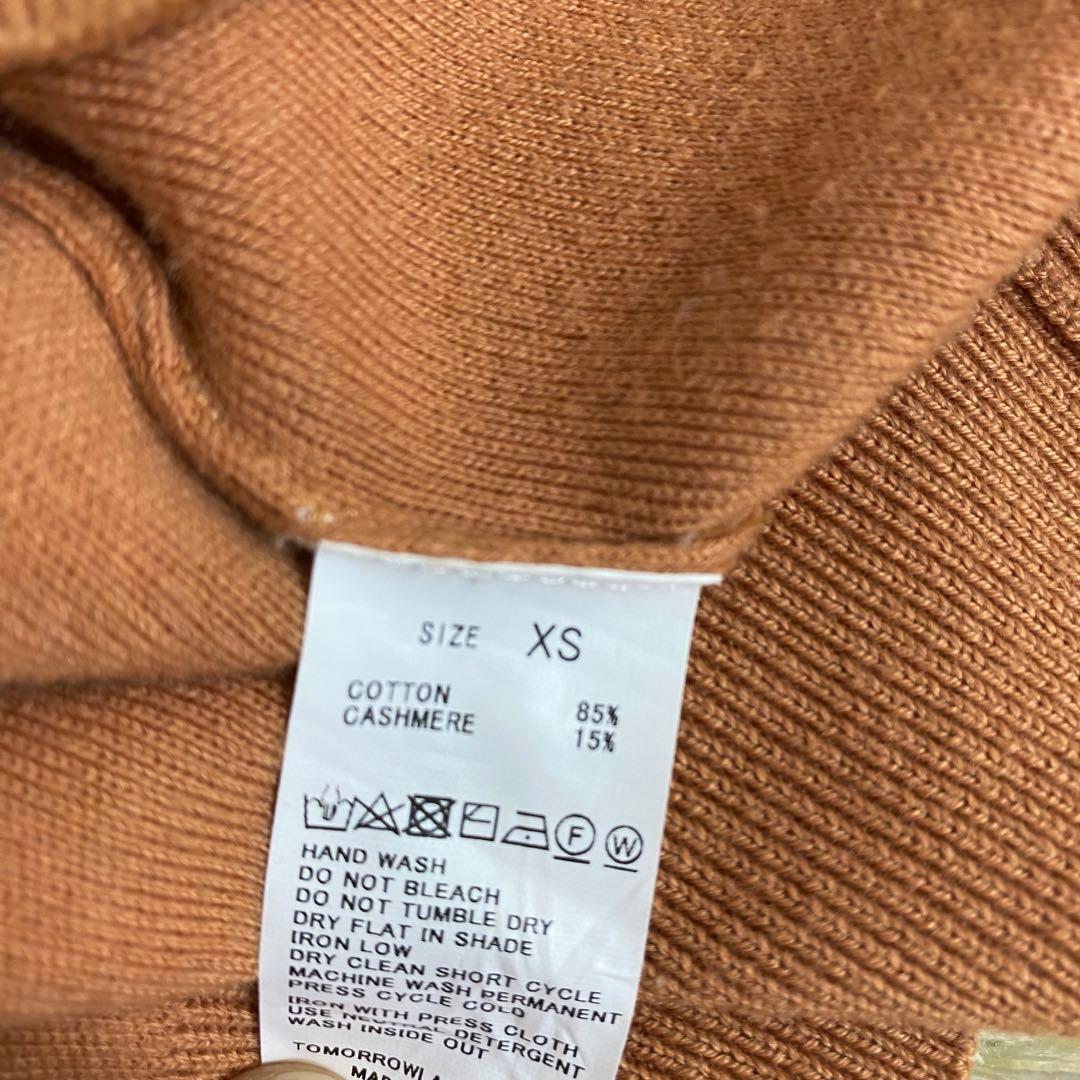 SIZE XS
COTTON 85%
CASHMERE 15%
F W
HAND WASH
DO NOT BLEACH
DO NOT TUMBLE DRY
DRY FLAT IN SHADE
IRON LOW
DRY CLEAN SHORT CYCLE
MACHINE WASH PERMANENT
PRESS CYCLE COLD
IRON WITH PRESS CLOTH
USE NEUTRAL DETERGENT
WASH INSIDE OUT